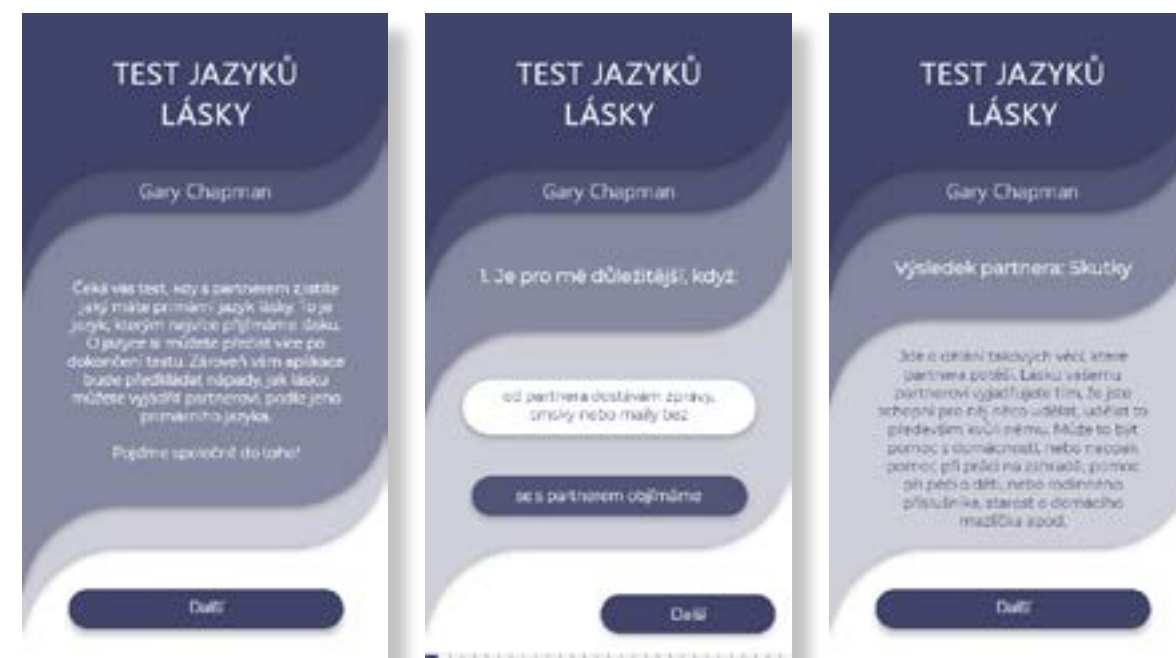 TEST JAZYKŮ
LÁSKY
Gary Chapman
Čeká vás test, kdy s partnerem zjistíte
jaký máte primární jazyk lásky. To je
jazyk, kterým nejvíce přijímáme lásku.
O jazyce si můžete přečíst více po
dokončení testu. Zároveň vám aplikace
bude předkládat nápady, jak lásku
můžete vyjádřit partnerovi, podle jeho
primárního jazyka.
Pojďme společně do toho!
Další
TEST JAZYKŮ
LÁSKY
Gary Chapman
1. Je pro mě důležitější, když:
od partnera dostávám zprávy,
smsky nebo maily bez
se s partnerem objímáme
Další
TEST JAZYKŮ
LÁSKY
Gary Chapman
Výsledek partnera: Skutky
Jde o dělání takových věcí, které
partnera potěší. Lásku vašemu
partnerovi vyjadřujete tím, že jste
schopni pro něj něco udělat, udělat to
především kvůli němu. Může to být
pomoc s domácností, nebo naopak
pomoc při práci na zahradě, pomoc
při péči o děti, nebo rodinného
příslušníka, starost o domácího
mazlíčka apod.
Další